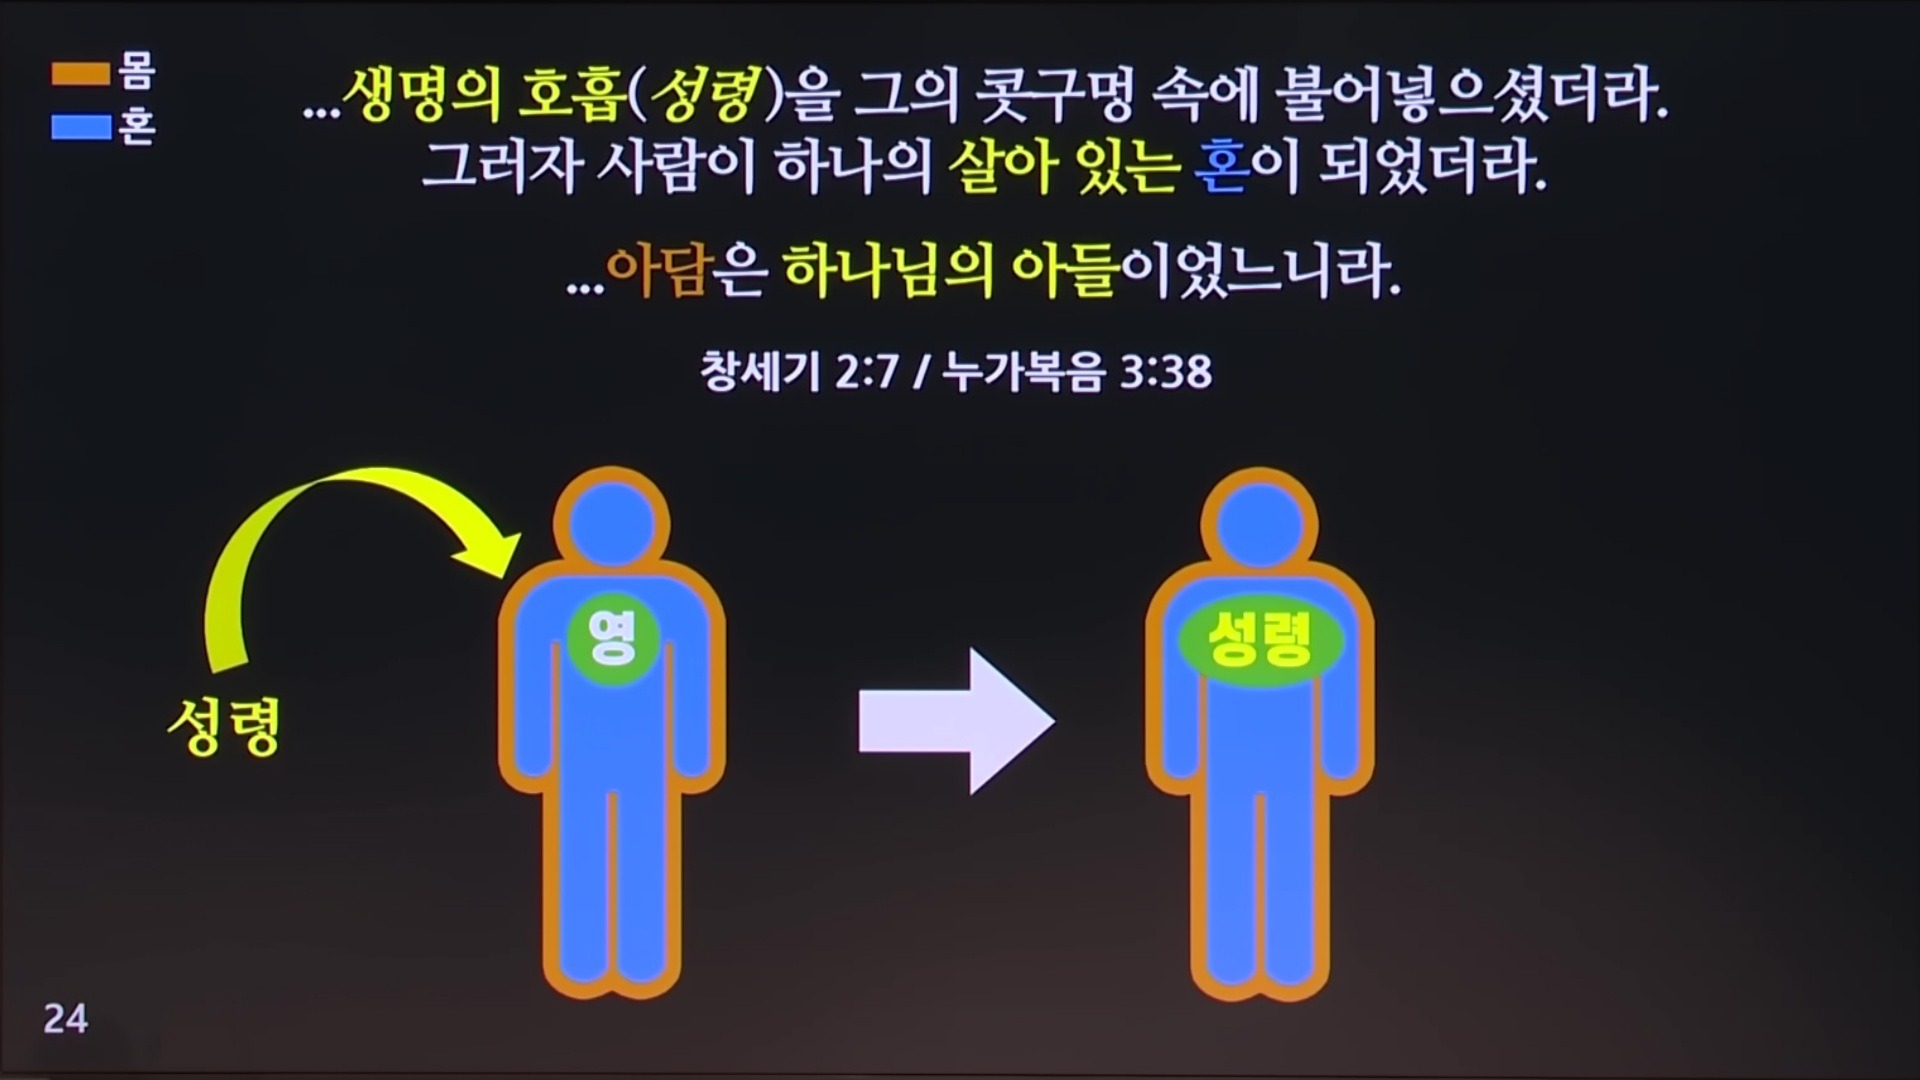 몸
혼
...생명의 호흡(성령)을 그의 콧구멍 속에 불어넣으셨더라.
그러자 사람이 하나의 살아 있는 혼이 되었더라.
...아담은 하나님의 아들이었느니라.
창세기 2:7 / 누가복음 3:38
영
성령
성령
24